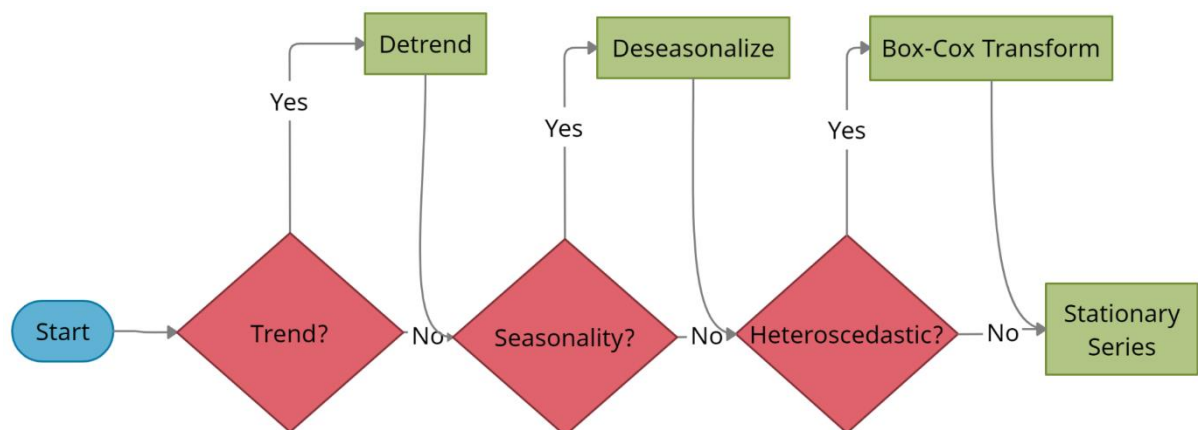 Detrend
Deseasonalize
Box-Cox Transform
Yes
Yes
Yes
Start
Trend?
No
Seasonality?
No
Heteroscedastic?
No
Stationary
Series